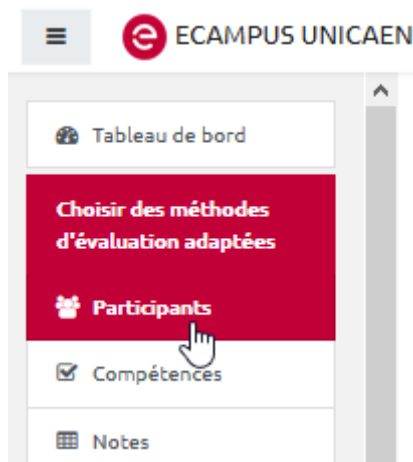 ECAMPUS UNICAEN
Tableau de bord
Choisir des méthodes
d'évaluation adaptées
Participants
Compétences
Notes